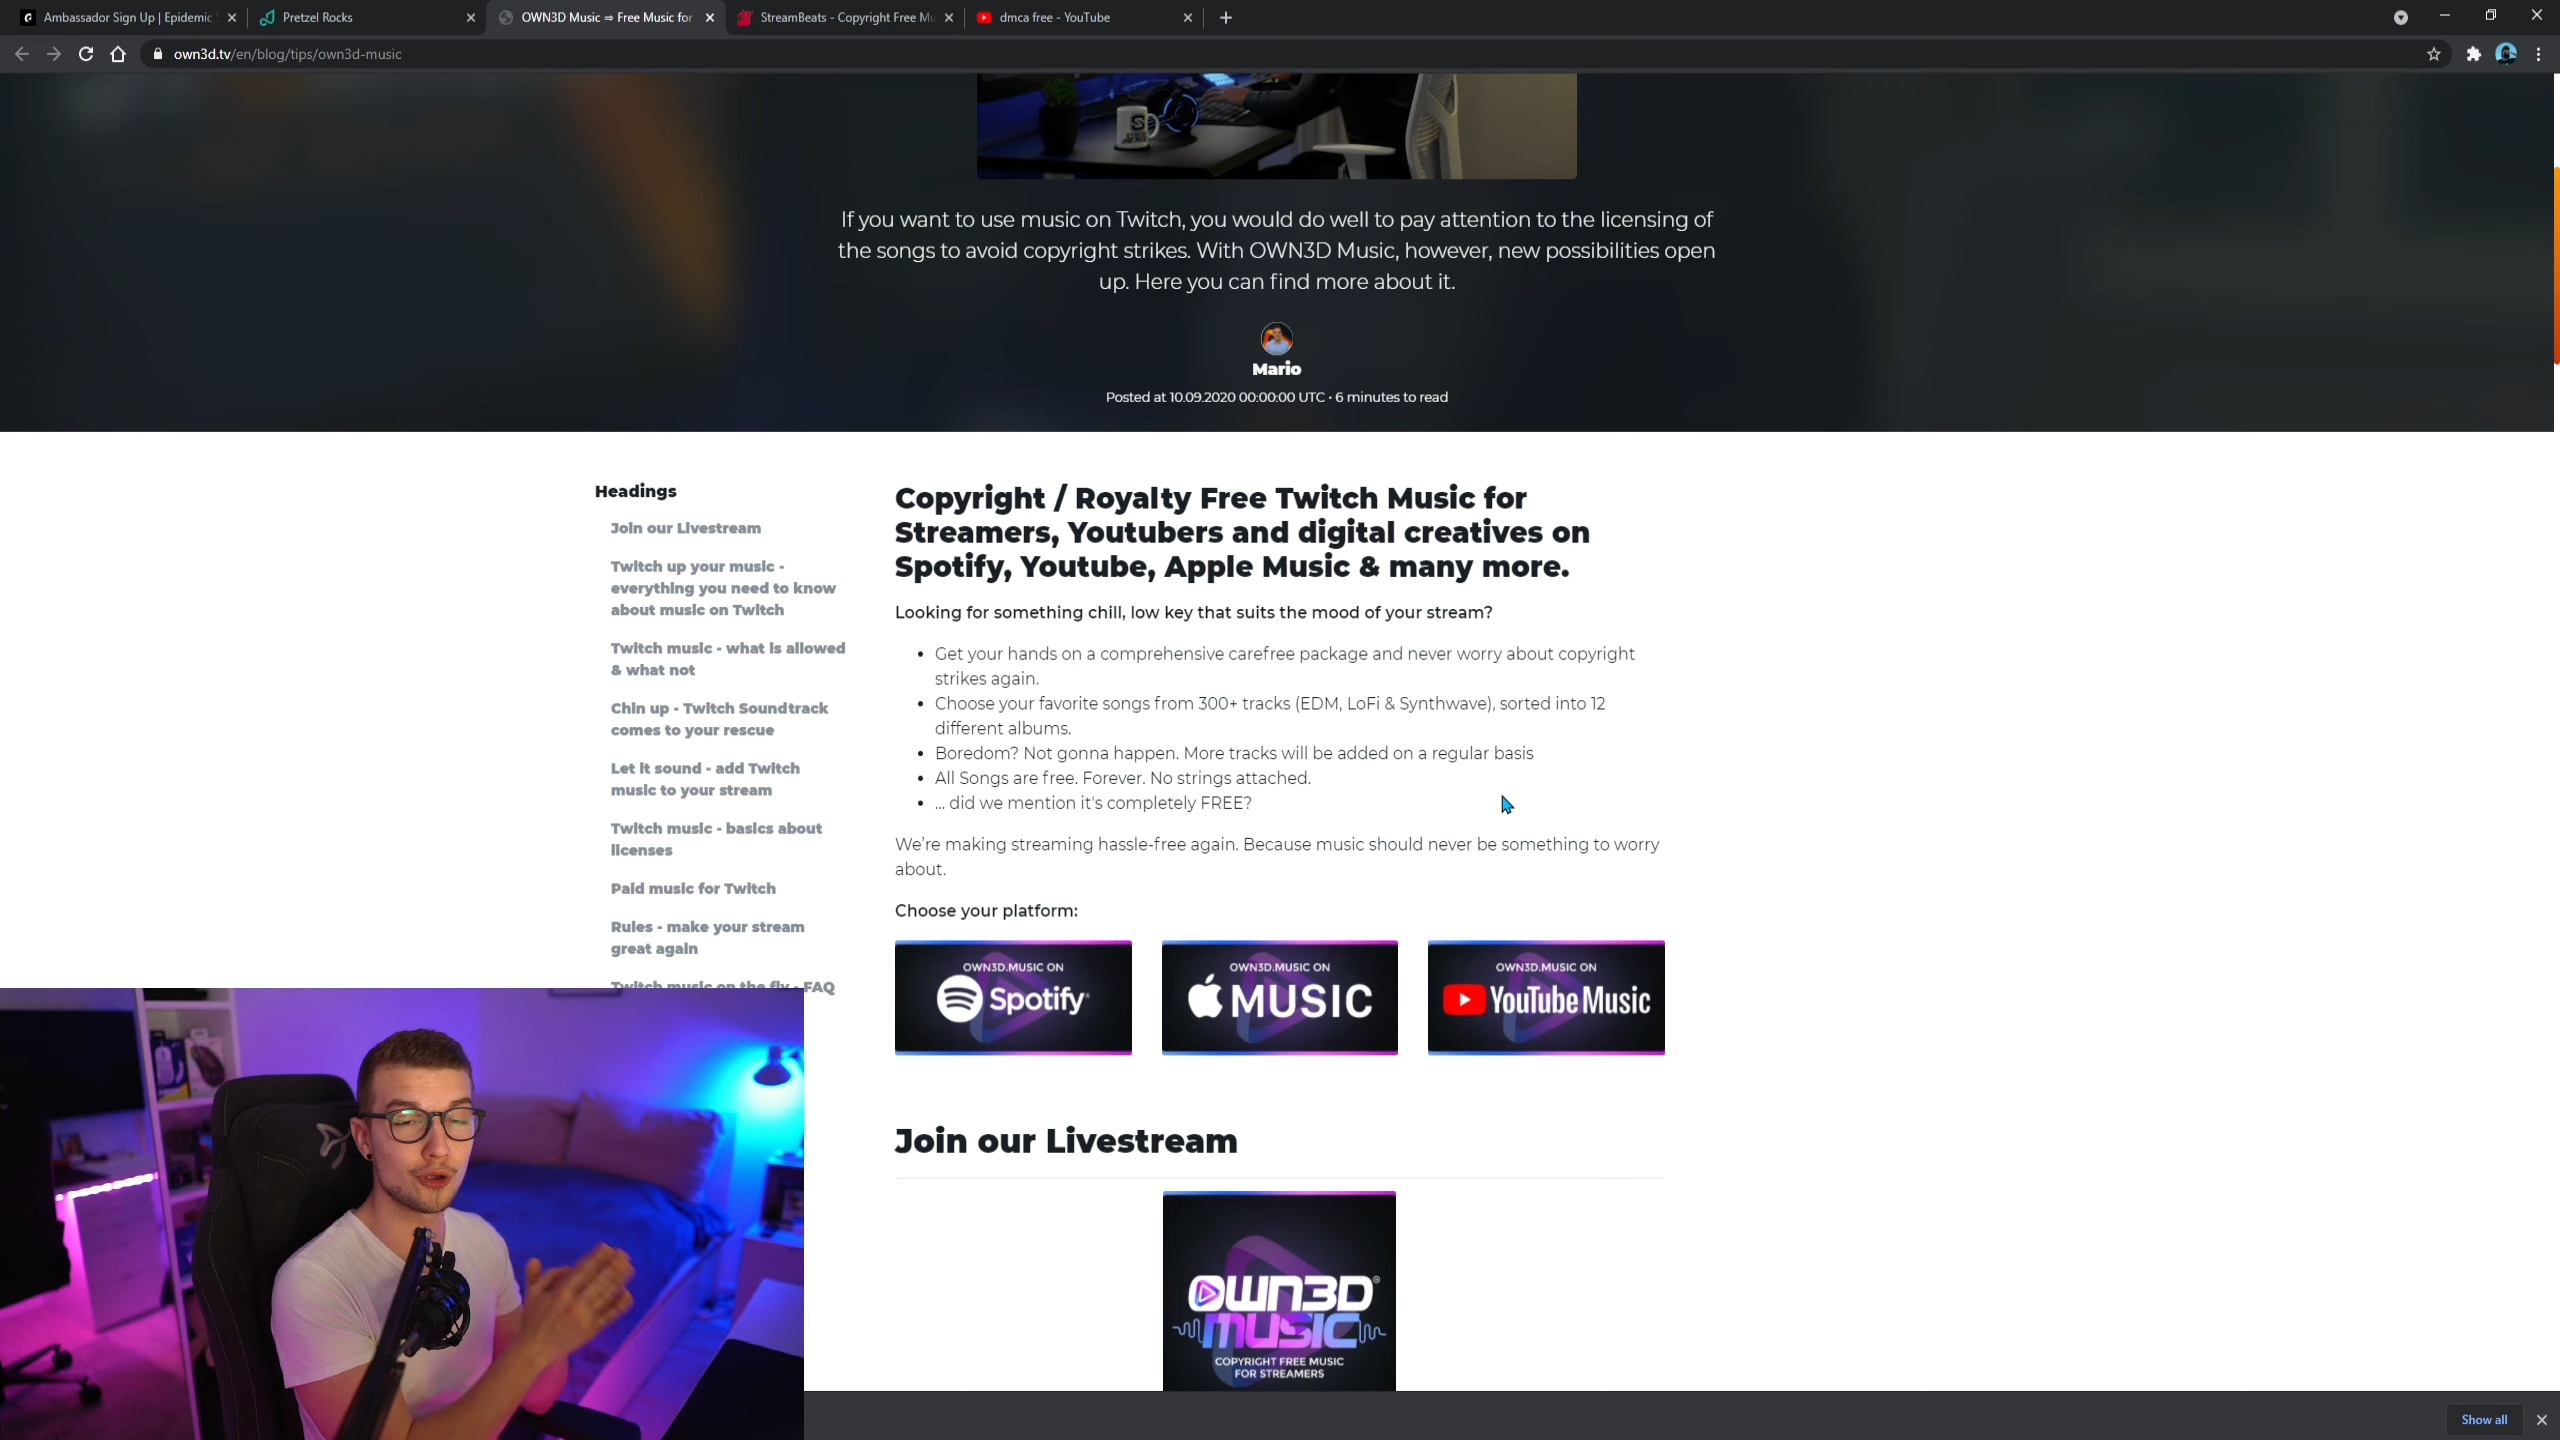 Ambassador Sign Up | Epidemic
Pretzel Rocks
OWN3D Music ⇒ Free Music for
StreamBeats - Copyright Free Mu
dmca free - YouTube
own3d.tv/en/blog/tips/own3d-music
If you want to use music on Twitch, you would do well to pay attention to the licensing of
the songs to avoid copyright strikes. With OWN3D Music, however, new possibilities open
up. Here you can find more about it.
Mario
Posted at 10.09.2020 00:00:00 UTC • 6 minutes to read
Headings
Join our Livestream
Twitch up your music -
everything you need to know
about music on Twitch
Twitch music - what is allowed
& what not
Chin up - Twitch Soundtrack
comes to your rescue
Let it sound - add Twitch
music to your stream
Twitch music - basics about
licenses
Paid music for Twitch
Rules - make your stream
great again
Twitch music on the fly - FAQ
Copyright / Royalty Free Twitch Music for
Streamers, Youtubers and digital creatives on
Spotify, Youtube, Apple Music & many more.
Looking for something chill, low key that suits the mood of your stream?
• Get your hands on a comprehensive carefree package and never worry about copyright
strikes again.
• Choose your favorite songs from 300+ tracks (EDM, LoFi & Synthwave), sorted into 12
different albums.
• Boredom? Not gonna happen. More tracks will be added on a regular basis
• All Songs are free. Forever. No strings attached.
• ... did we mention it's completely FREE?
We're making streaming hassle-free again. Because music should never be something to worry
about.
Choose your platform:
OWN3D.MUSIC ON
Spotify
OWN3D.MUSIC ON
MUSIC
OWN3D.MUSIC ON
YouTube Music
Join our Livestream
OWN3D
MUSIC
COPYRIGHT FREE MUSIC
FOR STREAMERS
Show all